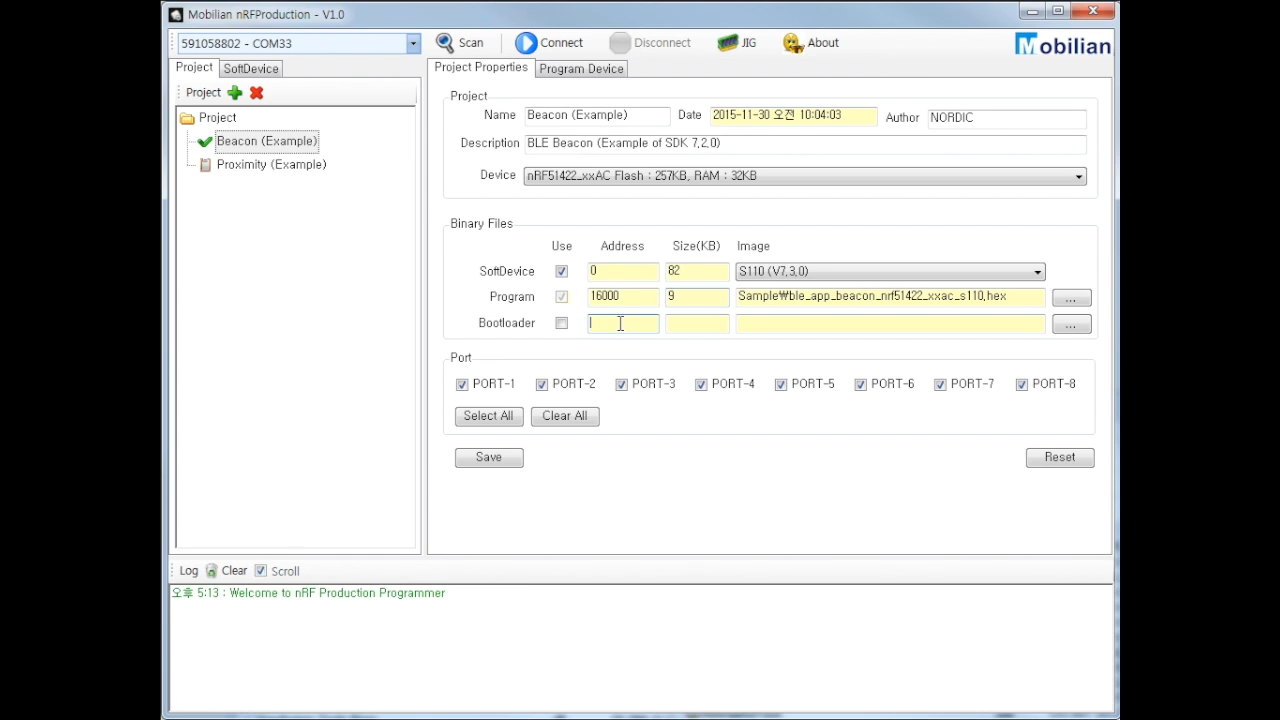 Mobilian nRFProduction - V1.0
591058802 - COM33
Scan
Connect
Disconnect
JIG
About
Mobilian
Project
SoftDevice
Project Properties
Program Device
Project
Project
Beacon (Example)
Proximity (Example)
Project
Name Beacon (Example) Date 2015-11-30 오전 10:04:03 Author NORDIC
Description BLE Beacon (Example of SDK 7,2,0)
Device nRF51422_xxAC Flash : 257KB, RAM : 32KB
Binary Files
Use Address Size(KB) Image
SoftDevice 0 82 S110 (V7,3,0)
Program 16000 9 Sample₩ble_app_beacon_nrf51422_xxac_s110,hex ...
Bootloader ...
Port
PORT-1 PORT-2 PORT-3 PORT-4 PORT-5 PORT-6 PORT-7 PORT-8
Select All Clear All
Save Reset
Log Clear Scroll
오후 5:13 : Welcome to nRF Production Programmer